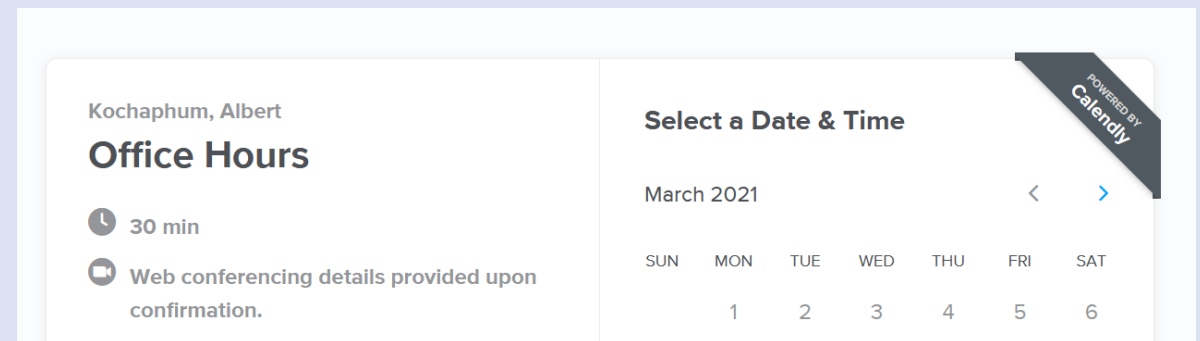 Kochaphum, Albert
Office Hours
30 min
Web conferencing details provided upon
confirmation.
Select a Date & Time
POWERED BY
Calendly
March 2021
SUN MON TUE WED THU FRI SAT
1 2 3 4 5 6